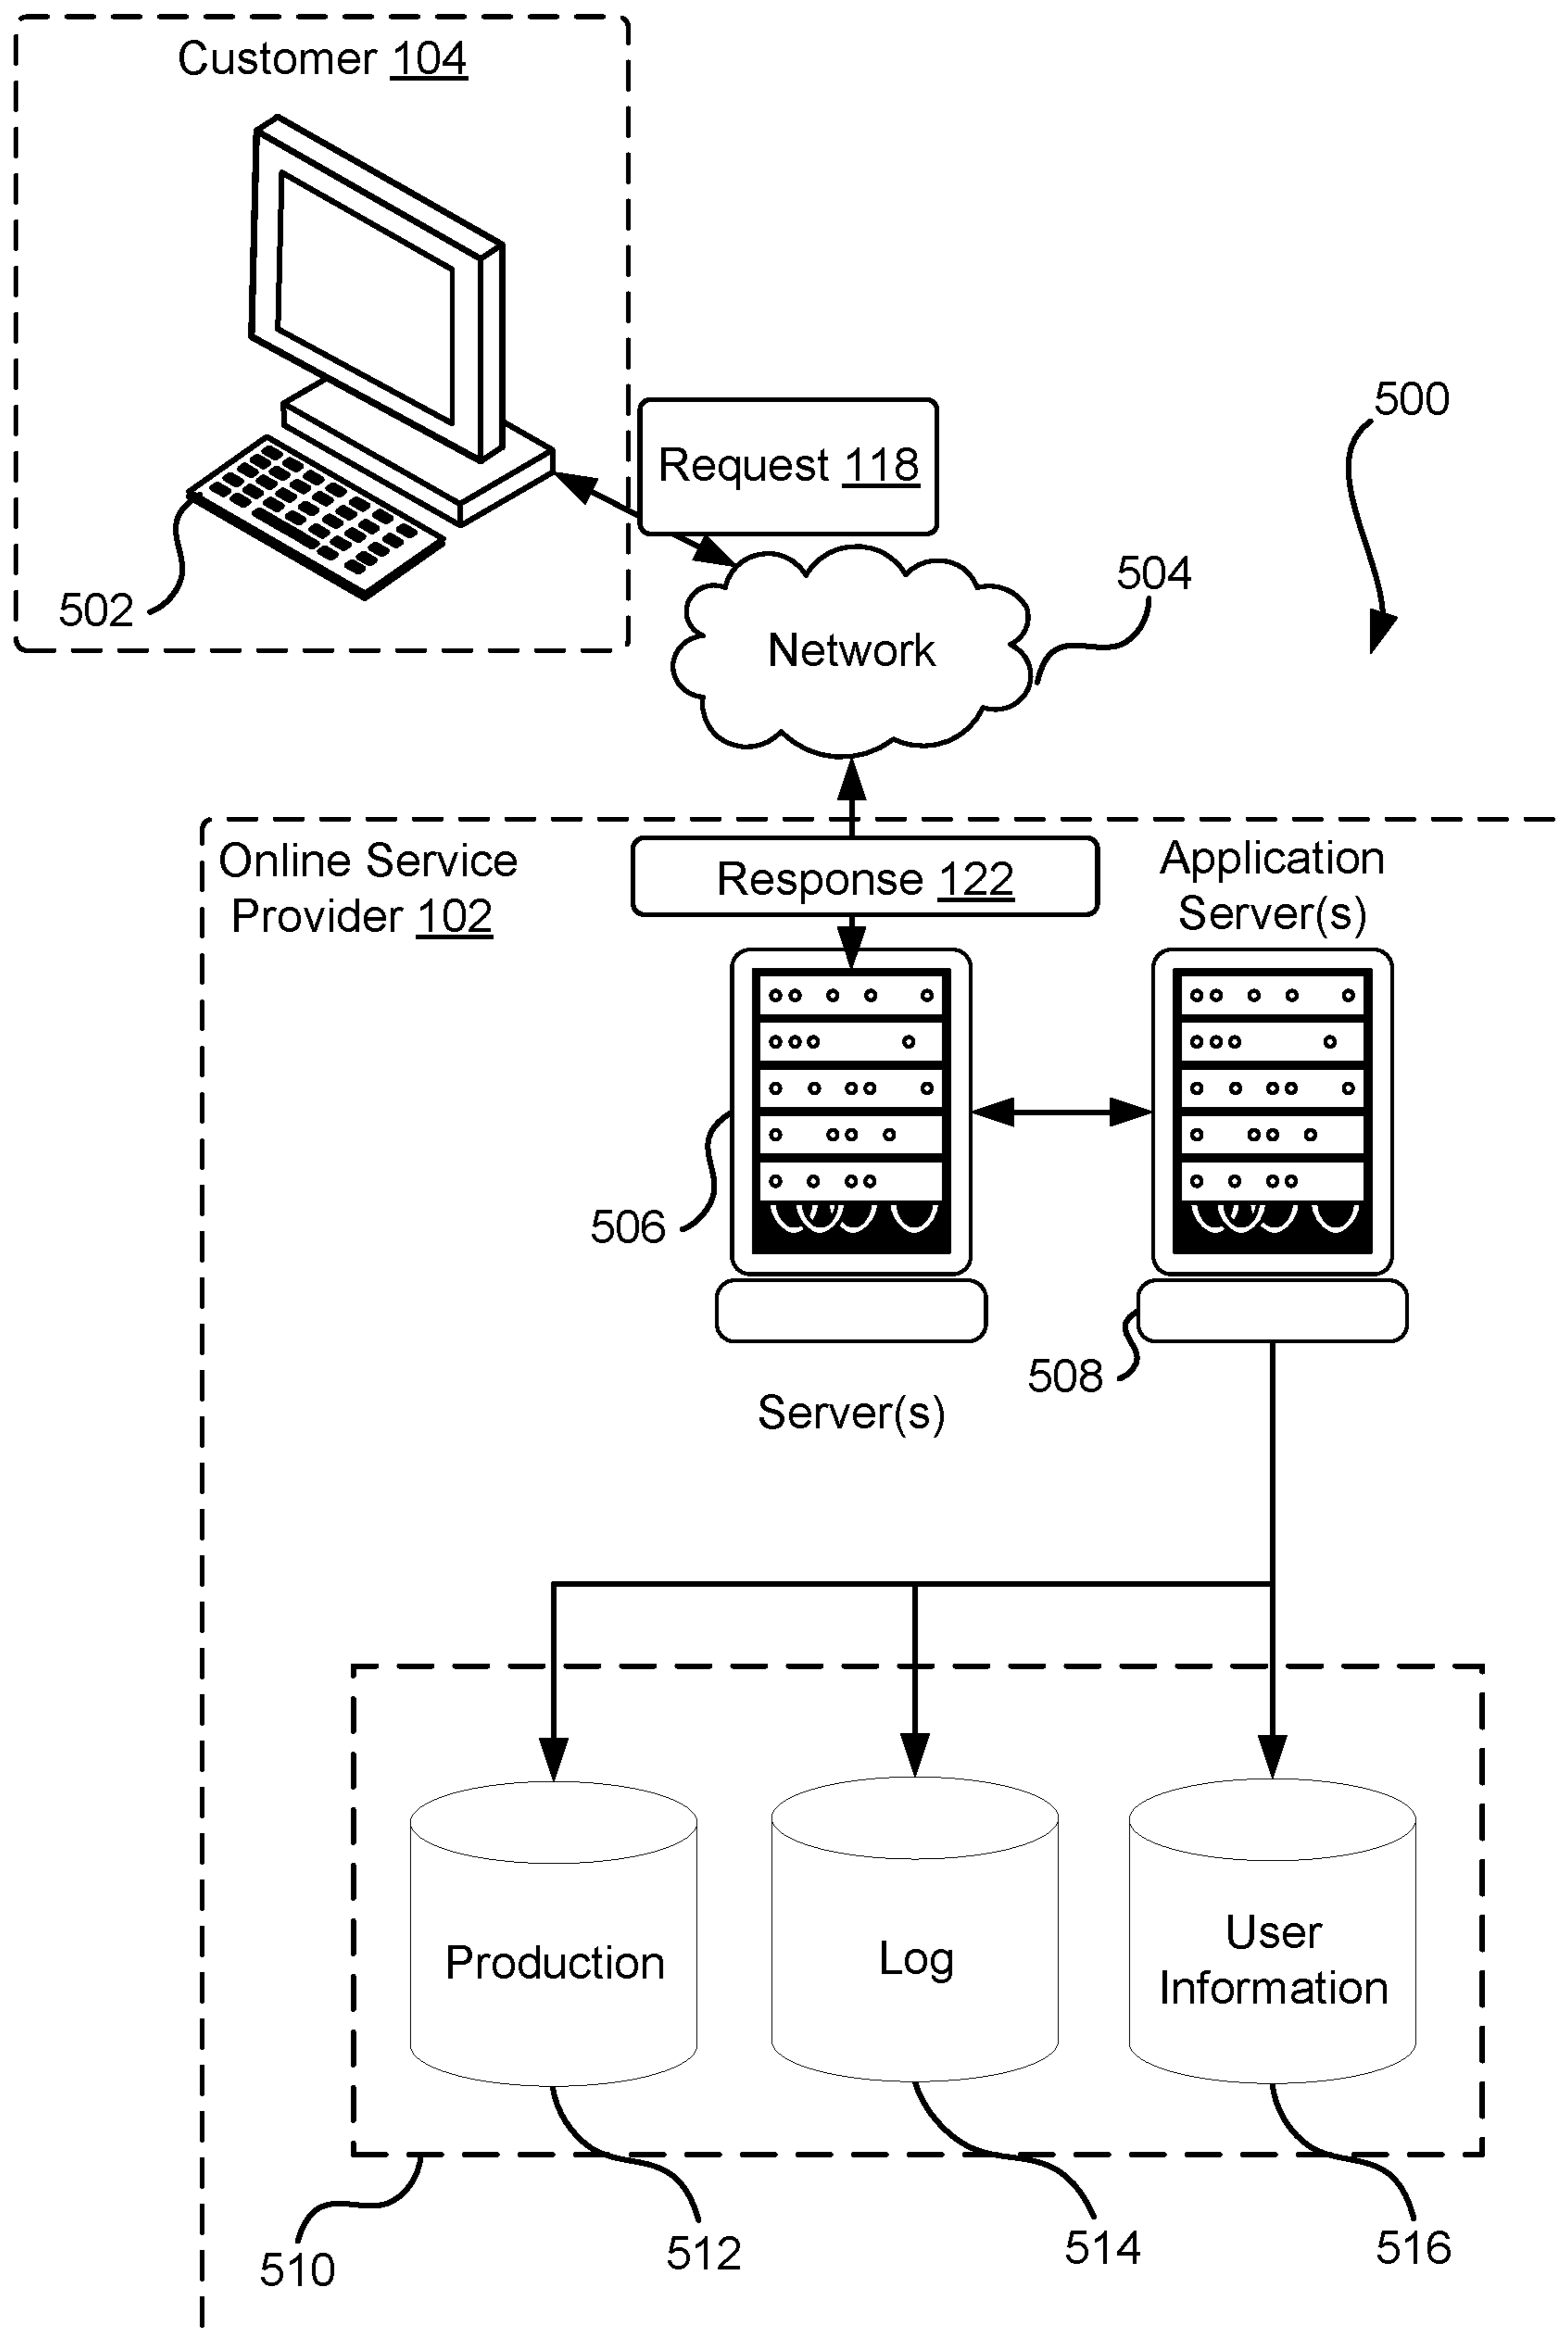 Customer 104
500
Request 118
504
502
Network
Online Service
Provider 102
Response 122
Application
Server(s)
506
508
Server(s)
Production
Log
User
Information
510
512
514
516